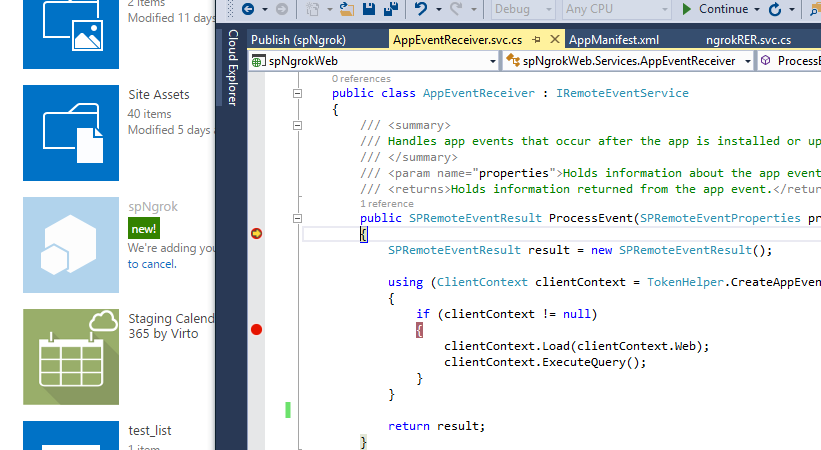 2 items
Modified 11 days
Site Assets
40 items
Modified 5 days
spNgrok
new!
We're adding you
to cancel.
Staging Calend
365 by Virto
test_list
1 item
Debug
Any CPU
Continue
Cloud Explorer
Publish (spNgrok)
AppEventReceiver.svc.cs
AppManifest.xml
ngrokRER.svc.cs
spNgrokWeb
spNgrokWeb.Services.AppEventReceiver
ProcessE
0 references
public class AppEventReceiver : IRemoteEventService
{
/// <summary>
/// Handles app events that occur after the app is installed or up
/// </summary>
/// <param name="properties">Holds information about the app event
/// <returns>Holds information returned from the app event.</retur
1 reference
public SPRemoteEventResult ProcessEvent(SPRemoteEventProperties pr
{
SPRemoteEventResult result = new SPRemoteEventResult();
using (ClientContext clientContext = TokenHelper.CreateAppEven
{
if (clientContext != null)
{
clientContext.Load(clientContext.Web);
clientContext.ExecuteQuery();
}
}
return result;
}